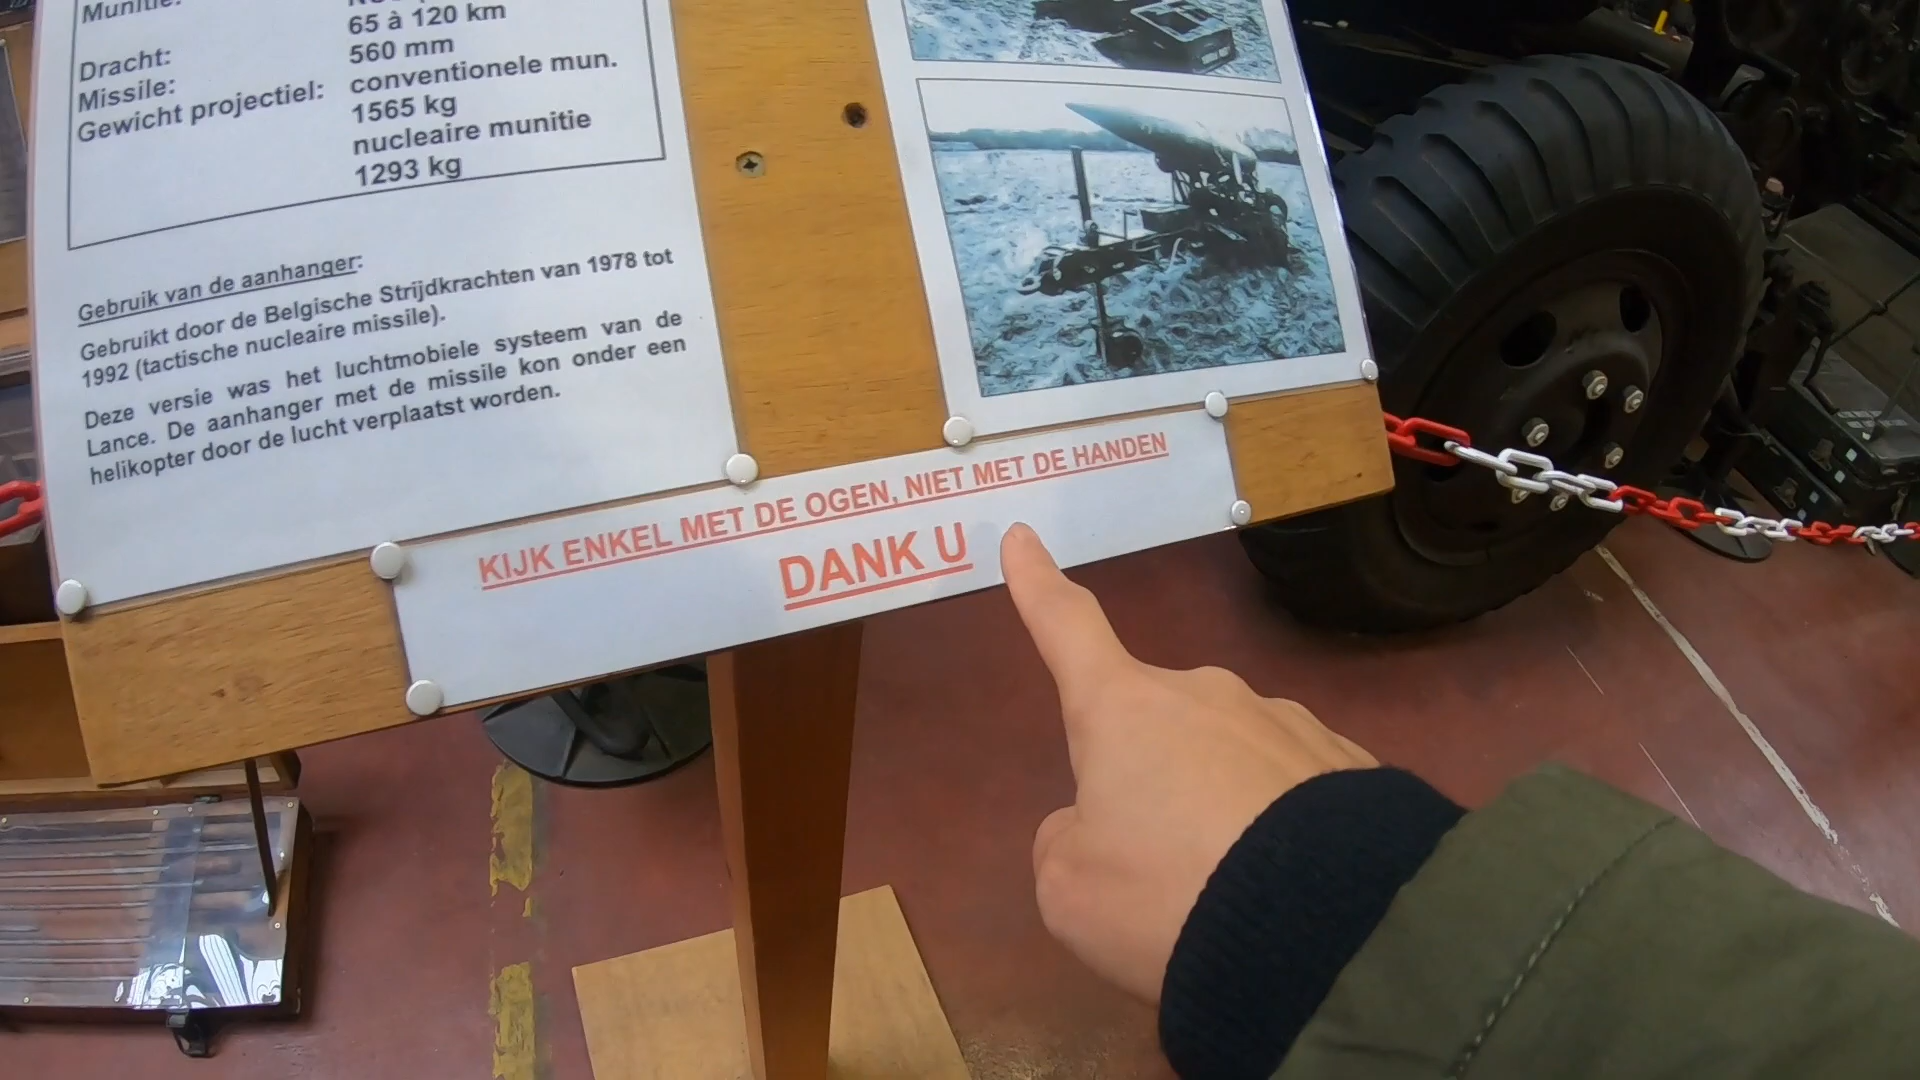 Munitie:
65 à 120 km
Dracht:
560 mm
Missile:
conventionele mun.
Gewicht projectiel:
1565 kg
nucleaire munitie
1293 kg
Gebruik van de aanhanger:
Gebruikt door de Belgische Strijdkrachten van 1978 tot
1992 (tactische nucleaire missile).
Deze versie was het luchtmobiele systeem van de
Lance. De aanhanger met de missile kon onder een
helikopter door de lucht verplaatst worden.
KIJK ENKEL MET DE OGEN, NIET MET DE HANDEN
DANK U